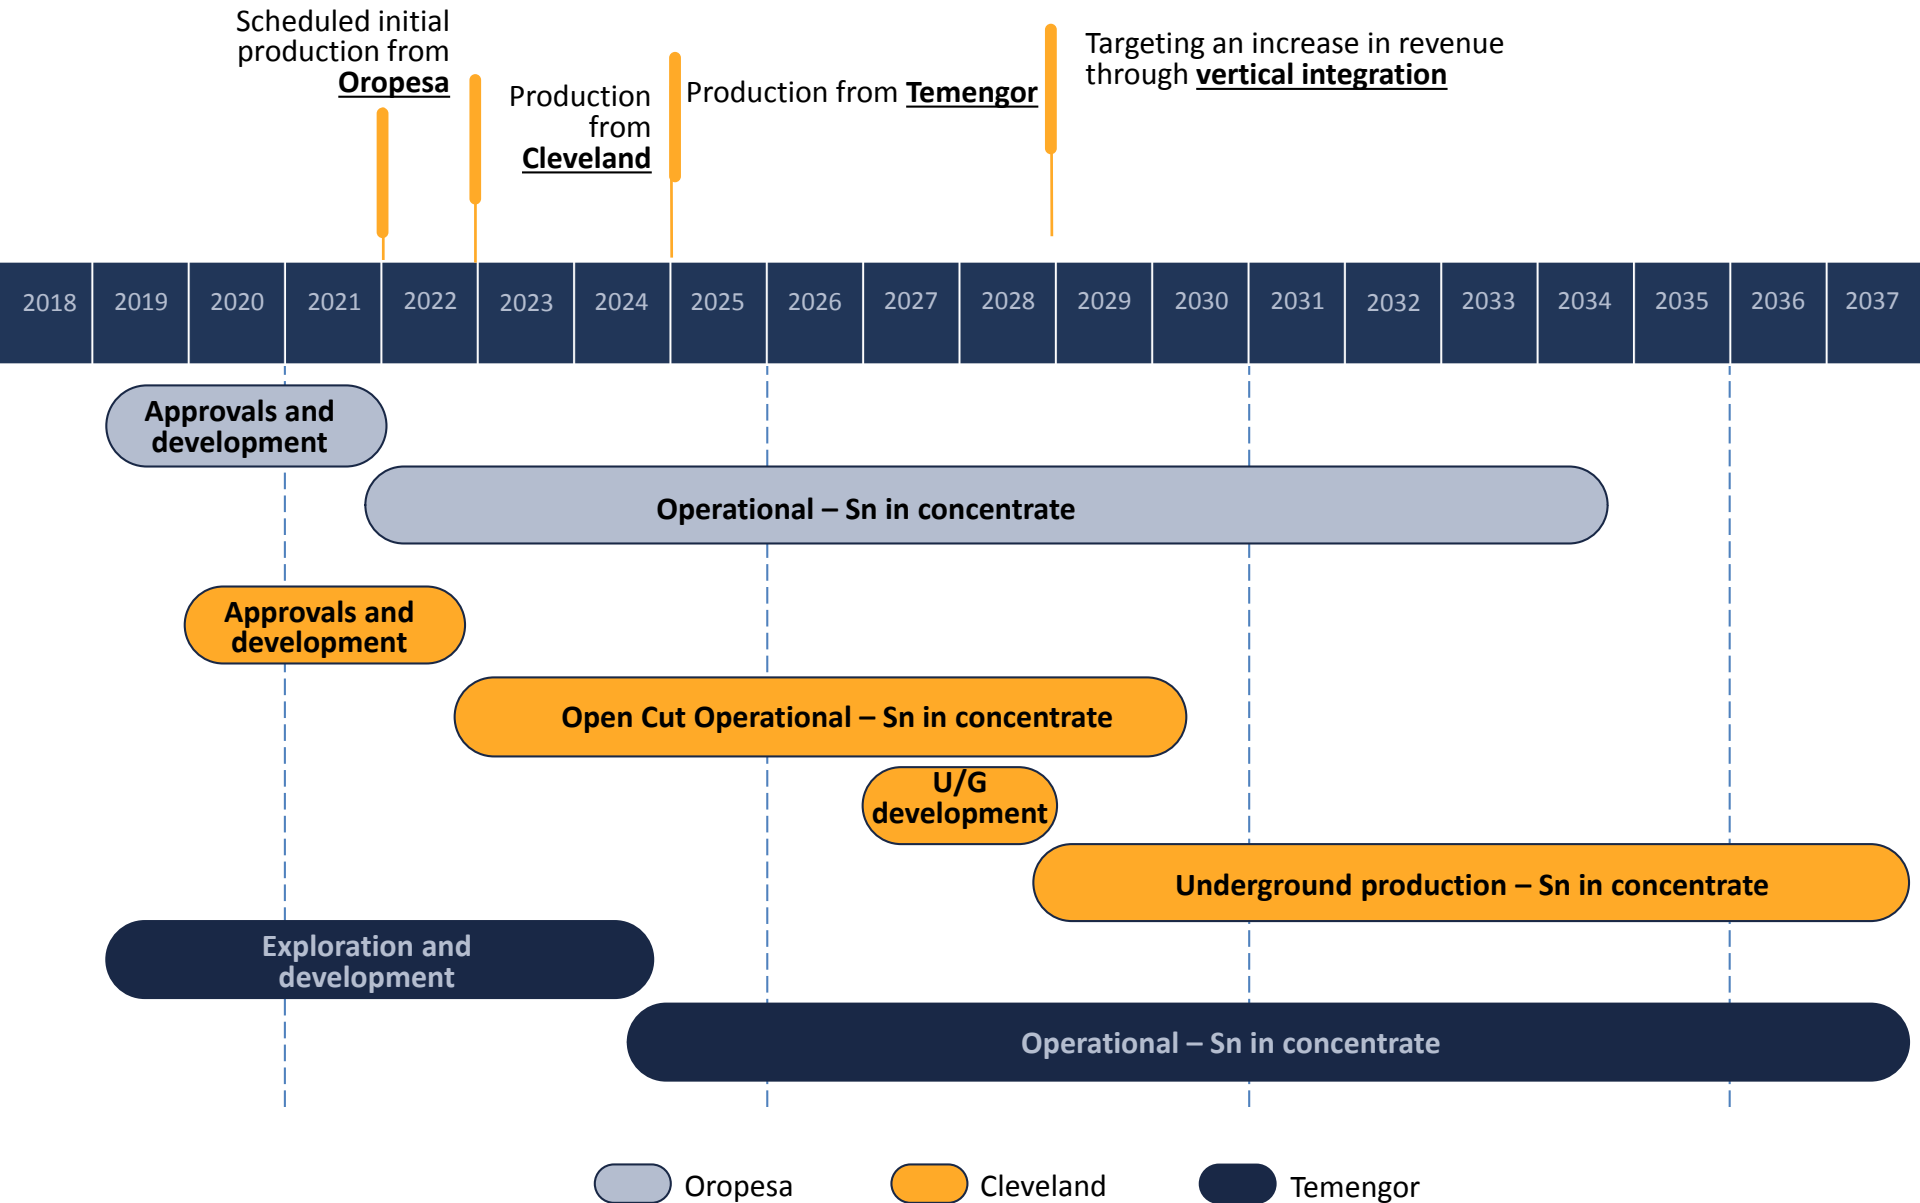 Scheduled initial
production from
Oropesa
Production
from
Cleveland
Production from Temengor
Targeting an increase in revenue
through vertical integration
2018 2019 2020 2021 2022 2023 2024 2025 2026 2027 2028 2029 2030 2031 2032 2033 2034 2035 2036 2037
Approvals and
development
Operational – Sn in concentrate
Approvals and
development
Open Cut Operational – Sn in concentrate
U/G
development
Underground production – Sn in concentrate
Exploration and
development
Operational – Sn in concentrate
Oropesa Cleveland Temengor